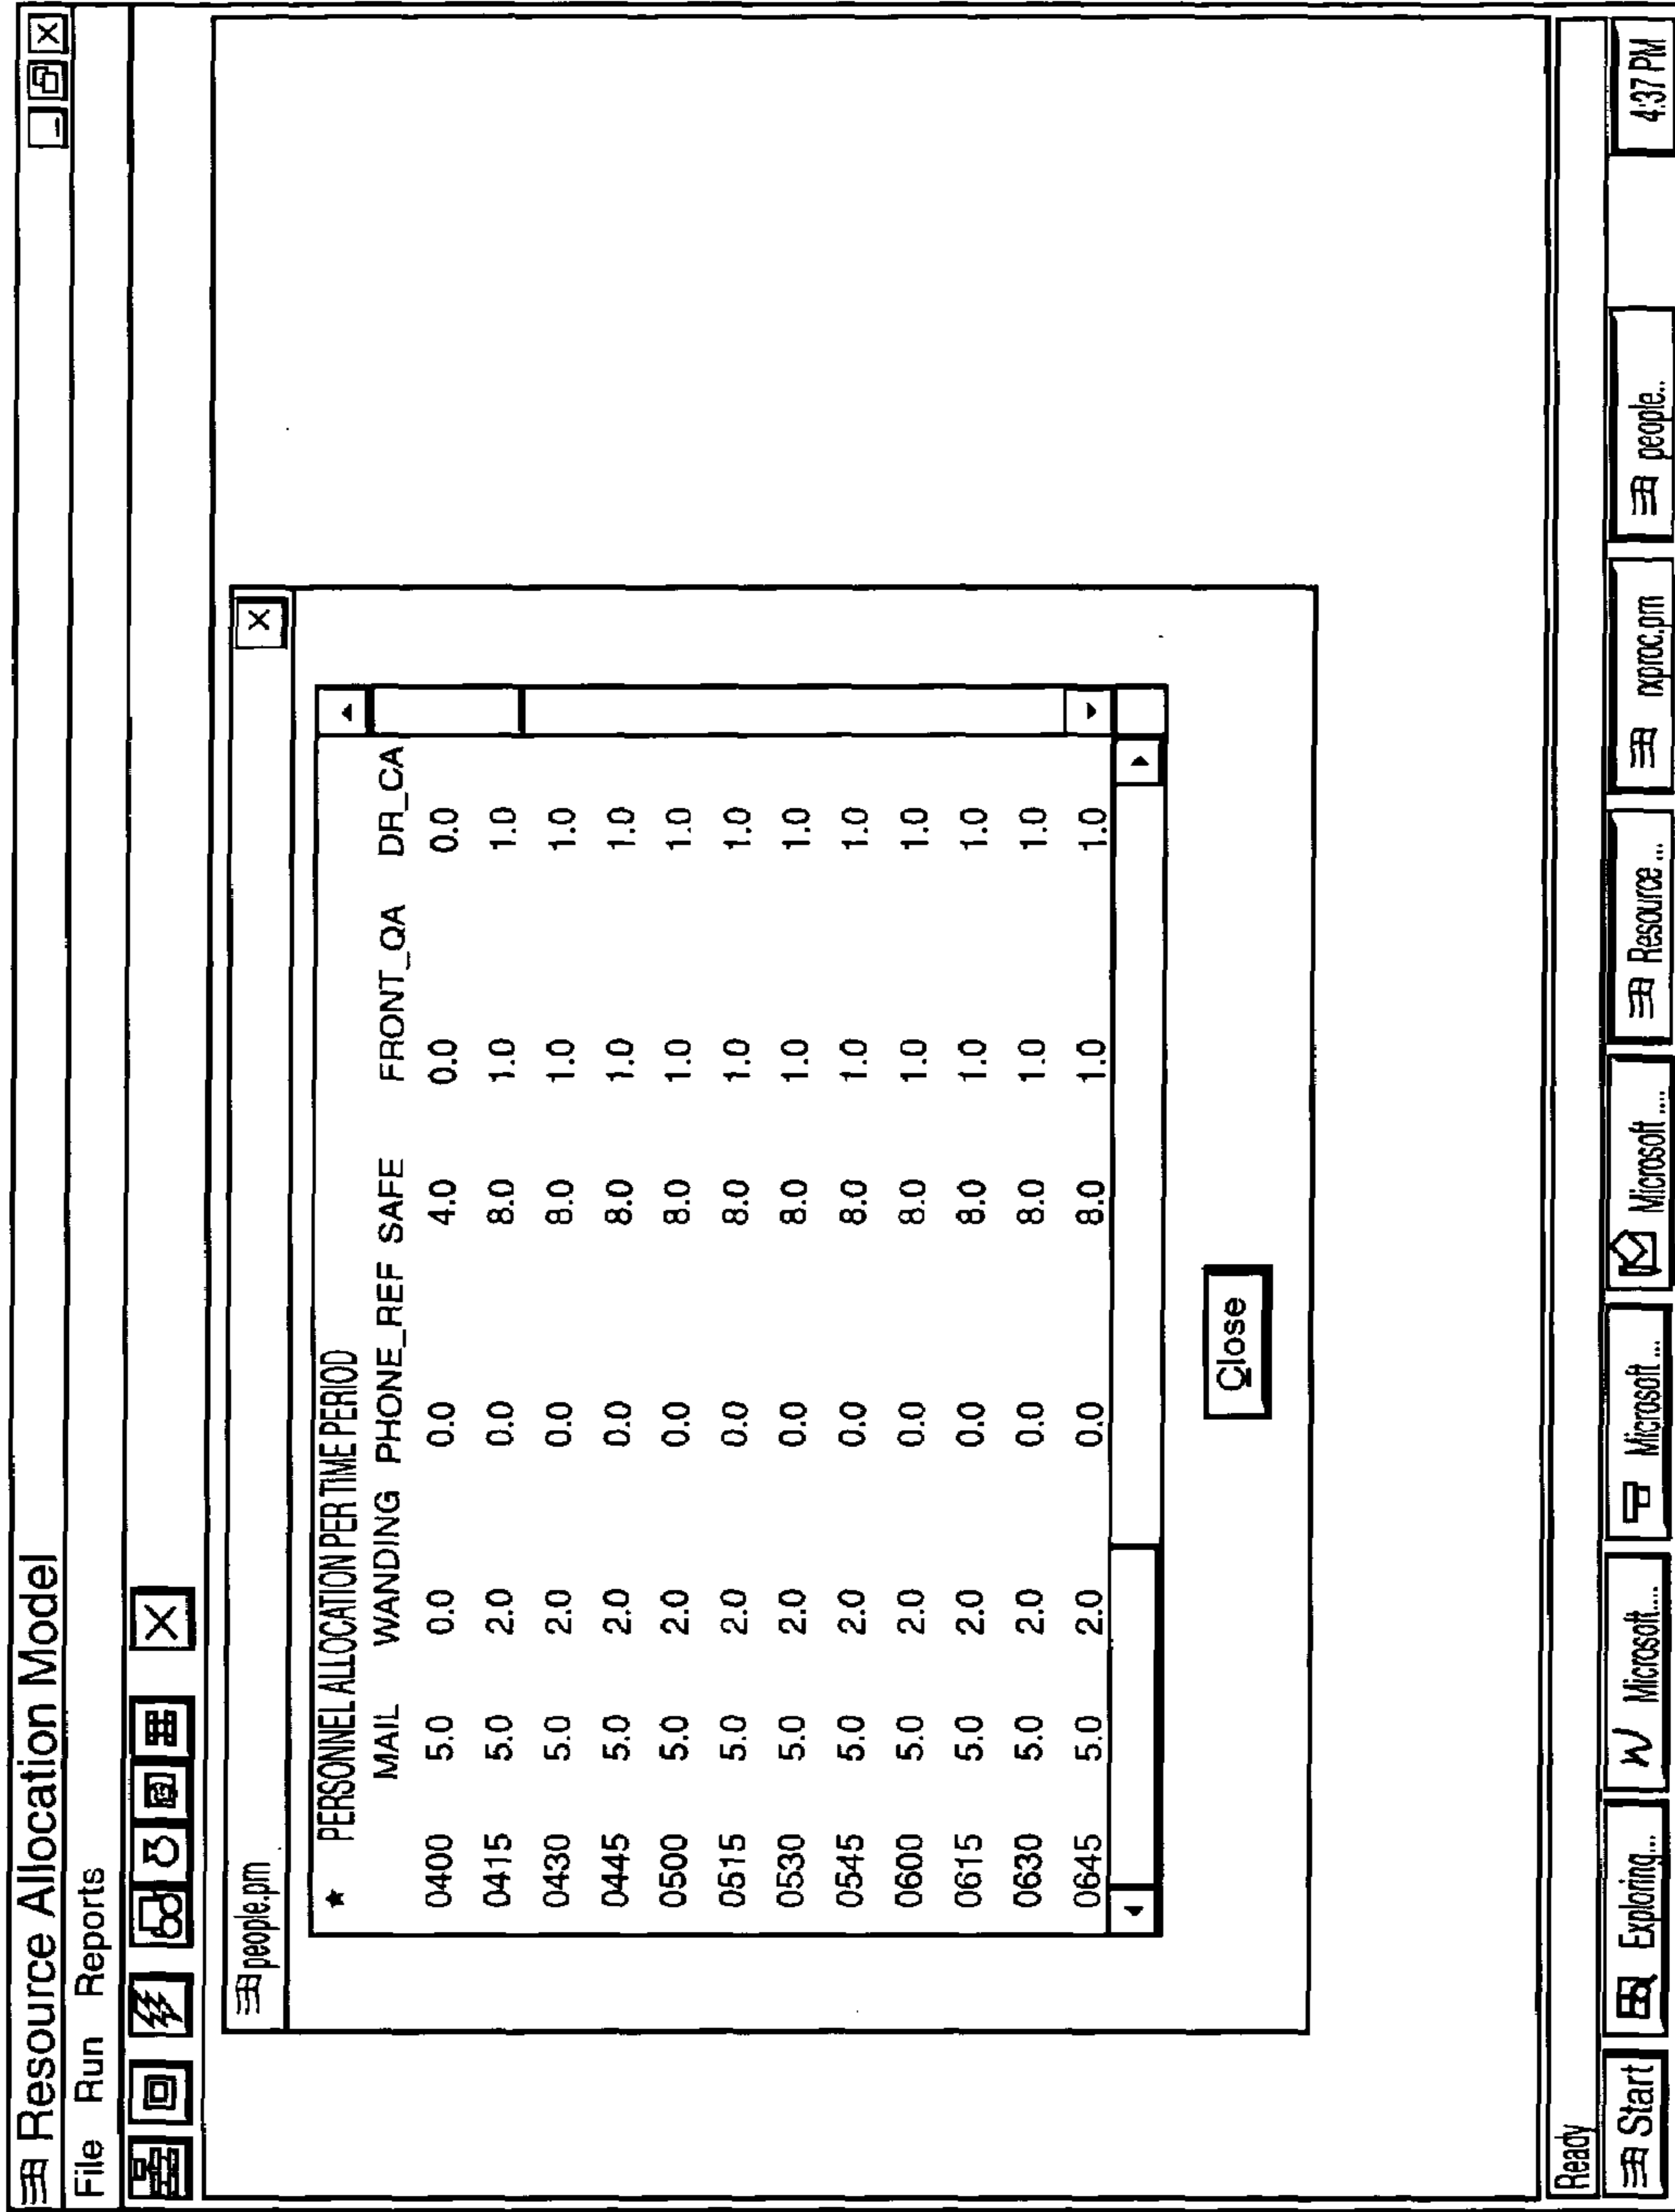 Resource Allocation Model
File Run Reports
people.pm
★ PERSONNEL ALLOCATION PER TIME PERIOD
MAIL WANDING PHONE_REF SAFE FRONT_QA DR_CA
0400 5.0 0.0 0.0 4.0 0.0 0.0
0415 5.0 2.0 0.0 8.0 1.0 1.0
0430 5.0 2.0 0.0 8.0 1.0 1.0
0445 5.0 2.0 0.0 8.0 1.0 1.0
0500 5.0 2.0 0.0 8.0 1.0 1.0
0515 5.0 2.0 0.0 8.0 1.0 1.0
0530 5.0 2.0 0.0 8.0 1.0 1.0
0545 5.0 2.0 0.0 8.0 1.0 1.0
0600 5.0 2.0 0.0 8.0 1.0 1.0
0615 5.0 2.0 0.0 8.0 1.0 1.0
0630 5.0 2.0 0.0 8.0 1.0 1.0
0645 5.0 2.0 0.0 8.0 1.0 1.0
Close
Ready
Start Exploring... W Microsoft.... Microsoft ... Microsoft .... Resource ... rxproc.pm people.. 4:37 PM